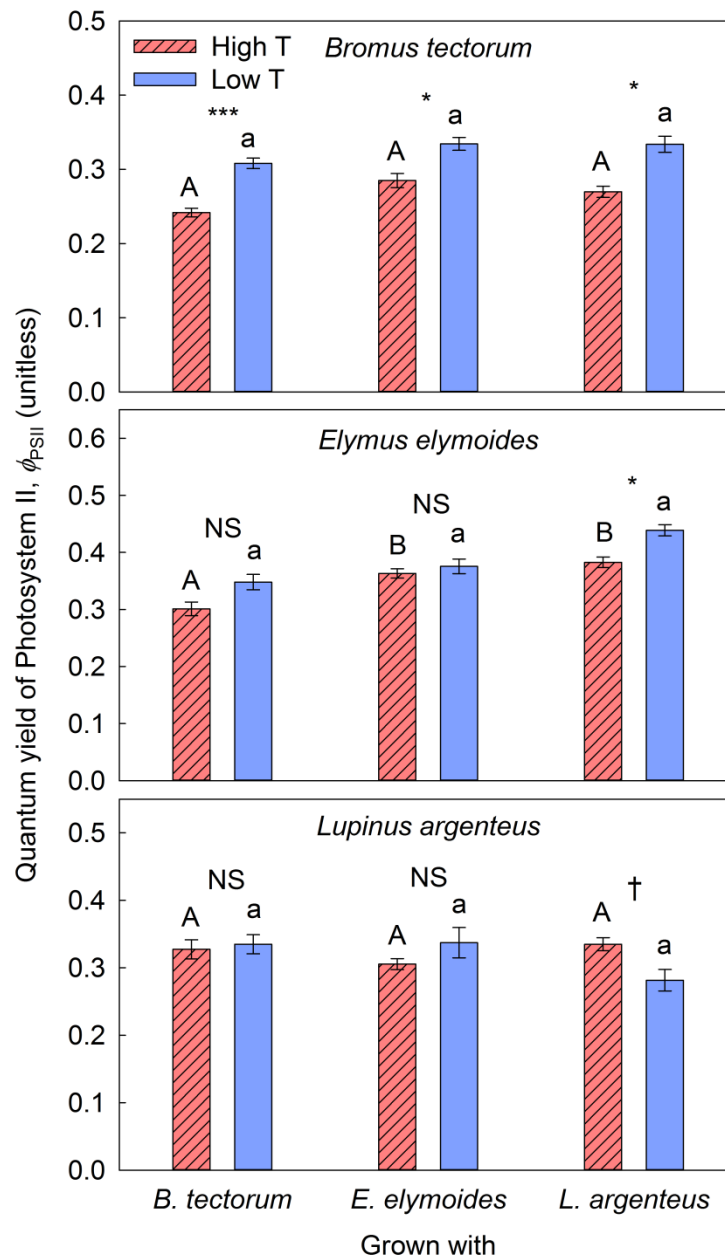 Quantum yield of Photosystem II, ϕPSII (unitless)
0.5
High T
Bromus tectorum
Low T
0.4
***
*
*
a
a
a
A
A
A
0.3
0.2
0.1
0.0
0.6
Elymus elymoides
0.5
*
NS
NS
a
a
B
a
B
0.4
A
0.3
0.2
0.1
0.0
0.5
Lupinus argenteus
NS
NS
†
0.4
A
a
A
a
A
a
0.3
0.2
0.1
0.0
B. tectorum
E. elymoides
L. argenteus
Grown with